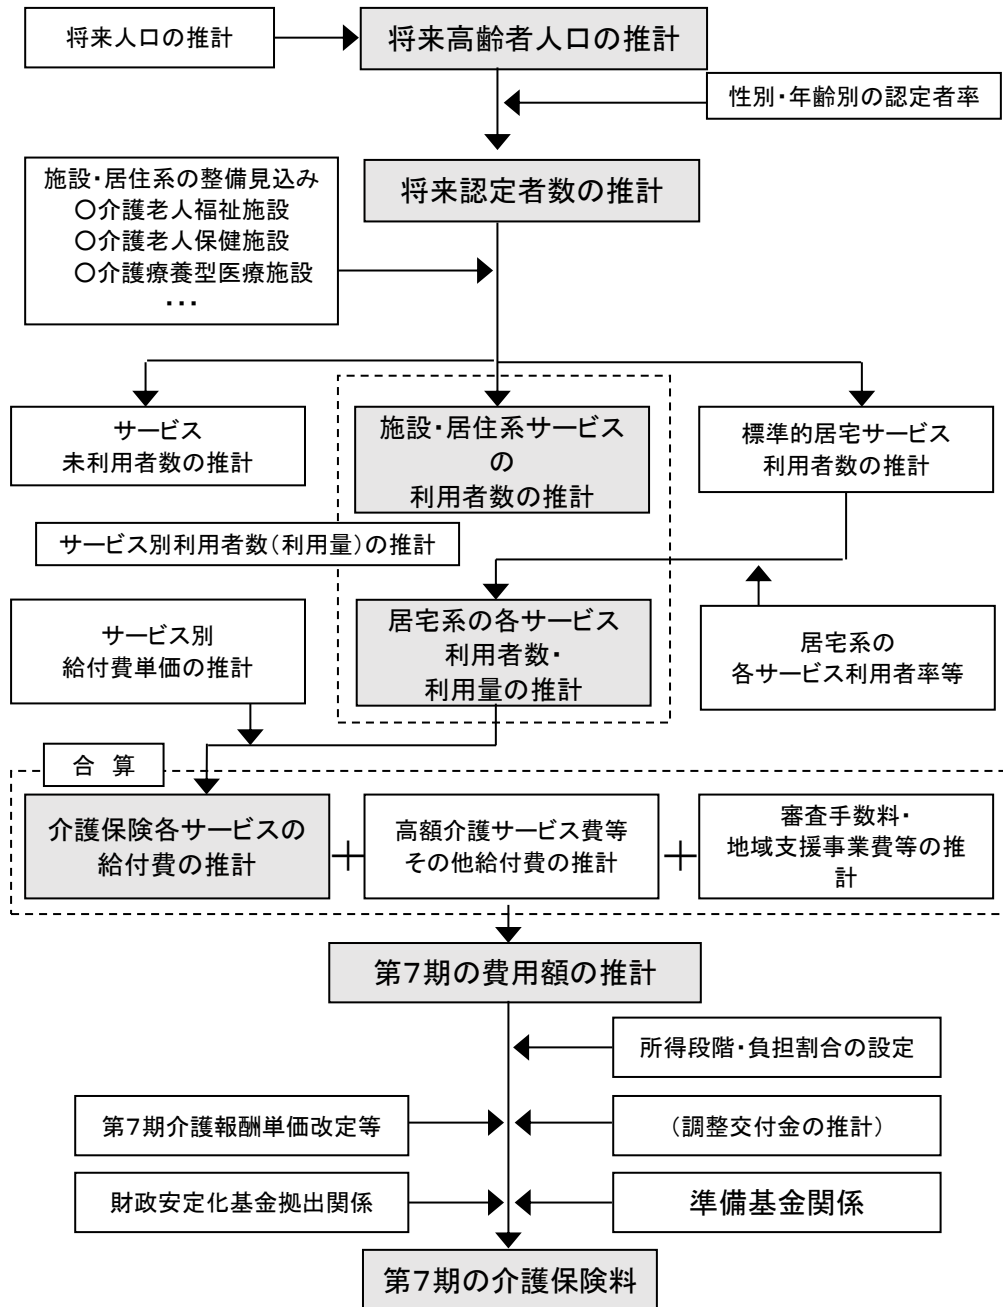 将来人口の推計
将来高齢者人口の推計
性別・年齢別の認定者率
将来認定者数の推計
施設・居住系の整備見込み
○介護老人福祉施設
○介護老人保健施設
○介護療養型医療施設
・・・
サービス
未利用者数の推計
施設・居住系サービス
の
利用者数の推計
標準的居宅サービス
利用者数の推計
サービス別利用者数(利用量)の推計
サービス別
給付費単価の推計
居宅系の各サービス
利用者数・
利用量の推計
居宅系の
各サービス利用者率等
合 算
介護保険各サービスの
給付費の推計
＋
高額介護サービス費等
その他給付費の推計
＋
審査手数料・
地域支援事業費等の推
計
第7期の費用額の推計
所得段階・負担割合の設定
第7期介護報酬単価改定等
(調整交付金の推計)
財政安定化基金拠出関係
準備基金関係
第7期の介護保険料